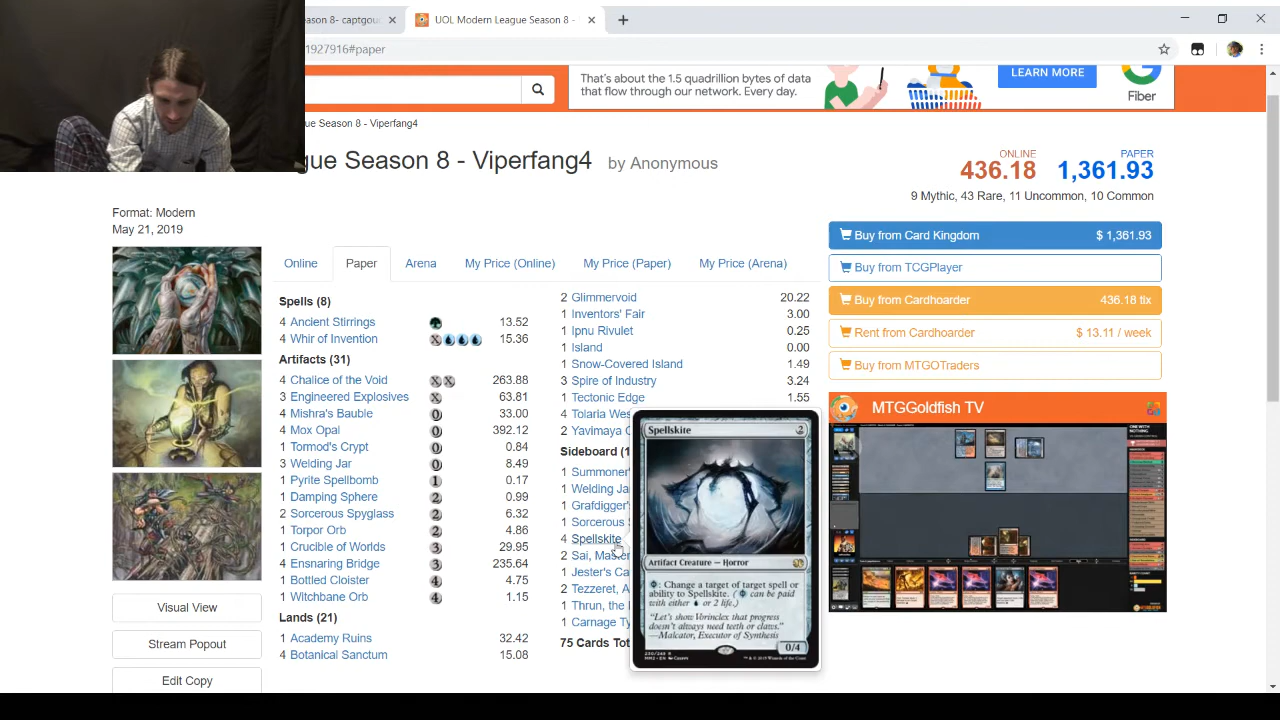 eason 8- captgou
UOL Modern League Season 8 -
1927916#paper
That's about the 1.5 quadrillion bytes of data
that flow through our network. Every day.
LEARN MORE
Fiber
ue Season 8 - Viperfang4
gue Season 8 - Viperfang4 by Anonymous
ONLINE PAPER
436.18 1,361.93
9 Mythic, 43 Rare, 11 Uncommon, 10 Common
Format: Modern
May 21, 2019
Online Paper Arena My Price (Online) My Price (Paper) My Price (Arena)
Spells (8)
4 Ancient Stirrings 13.52
4 Whir of Invention X 15.36
Artifacts (31)
4 Chalice of the Void X X 263.88
3 Engineered Explosives X 63.81
4 Mishra's Bauble 0 33.00
4 Mox Opal 0 392.12
1 Tormod's Crypt 0 0.84
3 Welding Jar 0 8.49
1 Pyrite Spellbomb 1 0.17
1 Damping Sphere 2 0.99
2 Sorcerous Spyglass 2 6.32
1 Torpor Orb 2 4.86
1 Crucible of Worlds 3 29.95
4 Ensnaring Bridge 3 235.64
1 Bottled Cloister 4 4.75
1 Witchbane Orb 4 1.15
Lands (21)
1 Academy Ruins 32.42
4 Botanical Sanctum 15.08
2 Glimmervoid 20.22
1 Inventors' Fair 3.00
1 Ipnu Rivulet 0.25
1 Island 0.00
1 Snow-Covered Island 1.49
3 Spire of Industry 3.24
1 Tectonic Edge 1.55
4 Tolaria Wes
2 Yavimaya C
Sideboard (1
1 Summoner
1 Welding Ja
1 Grafdigger'
1 Sorcerous S
4 Spellskite
2 Sai, Mas
1 Jester's Ca
2 Tezzeret, A
1 Thrun, the
1 Carnage Ty
75 Cards Tot
Spellskite 2
Artifact Creature — Horror
: Change a target of target spell or
ability to Spellskite. ( can be paid
with either or 2 life.)
"Let's show Vorinclex that progress
doesn't always need teeth or claws."
—Malcator, Executor of Synthesis
0/4
Buy from Card Kingdom $ 1,361.93
Buy from TCGPlayer
Buy from Cardhoarder 436.18 tix
Rent from Cardhoarder $ 13.11 / week
Buy from MTGOTraders
MTGGoldfish TV
Visual View
Stream Popout
Edit Copy